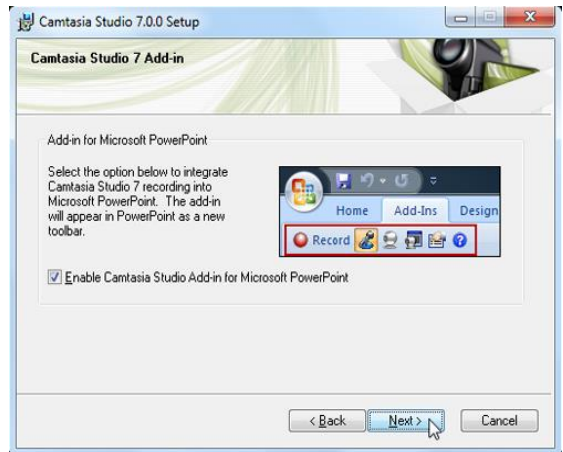 Camtasia Studio 7.0.0 Setup
Camtasia Studio 7 Add-in
Add-in for Microsoft PowerPoint
Select the option below to integrate
Camtasia Studio 7 recording into
Microsoft PowerPoint. The add-in
will appear in PowerPoint as a new
toolbar.
Home Add-Ins Design
Record
Enable Camtasia Studio Add-in for Microsoft PowerPoint
< Back Next > Cancel